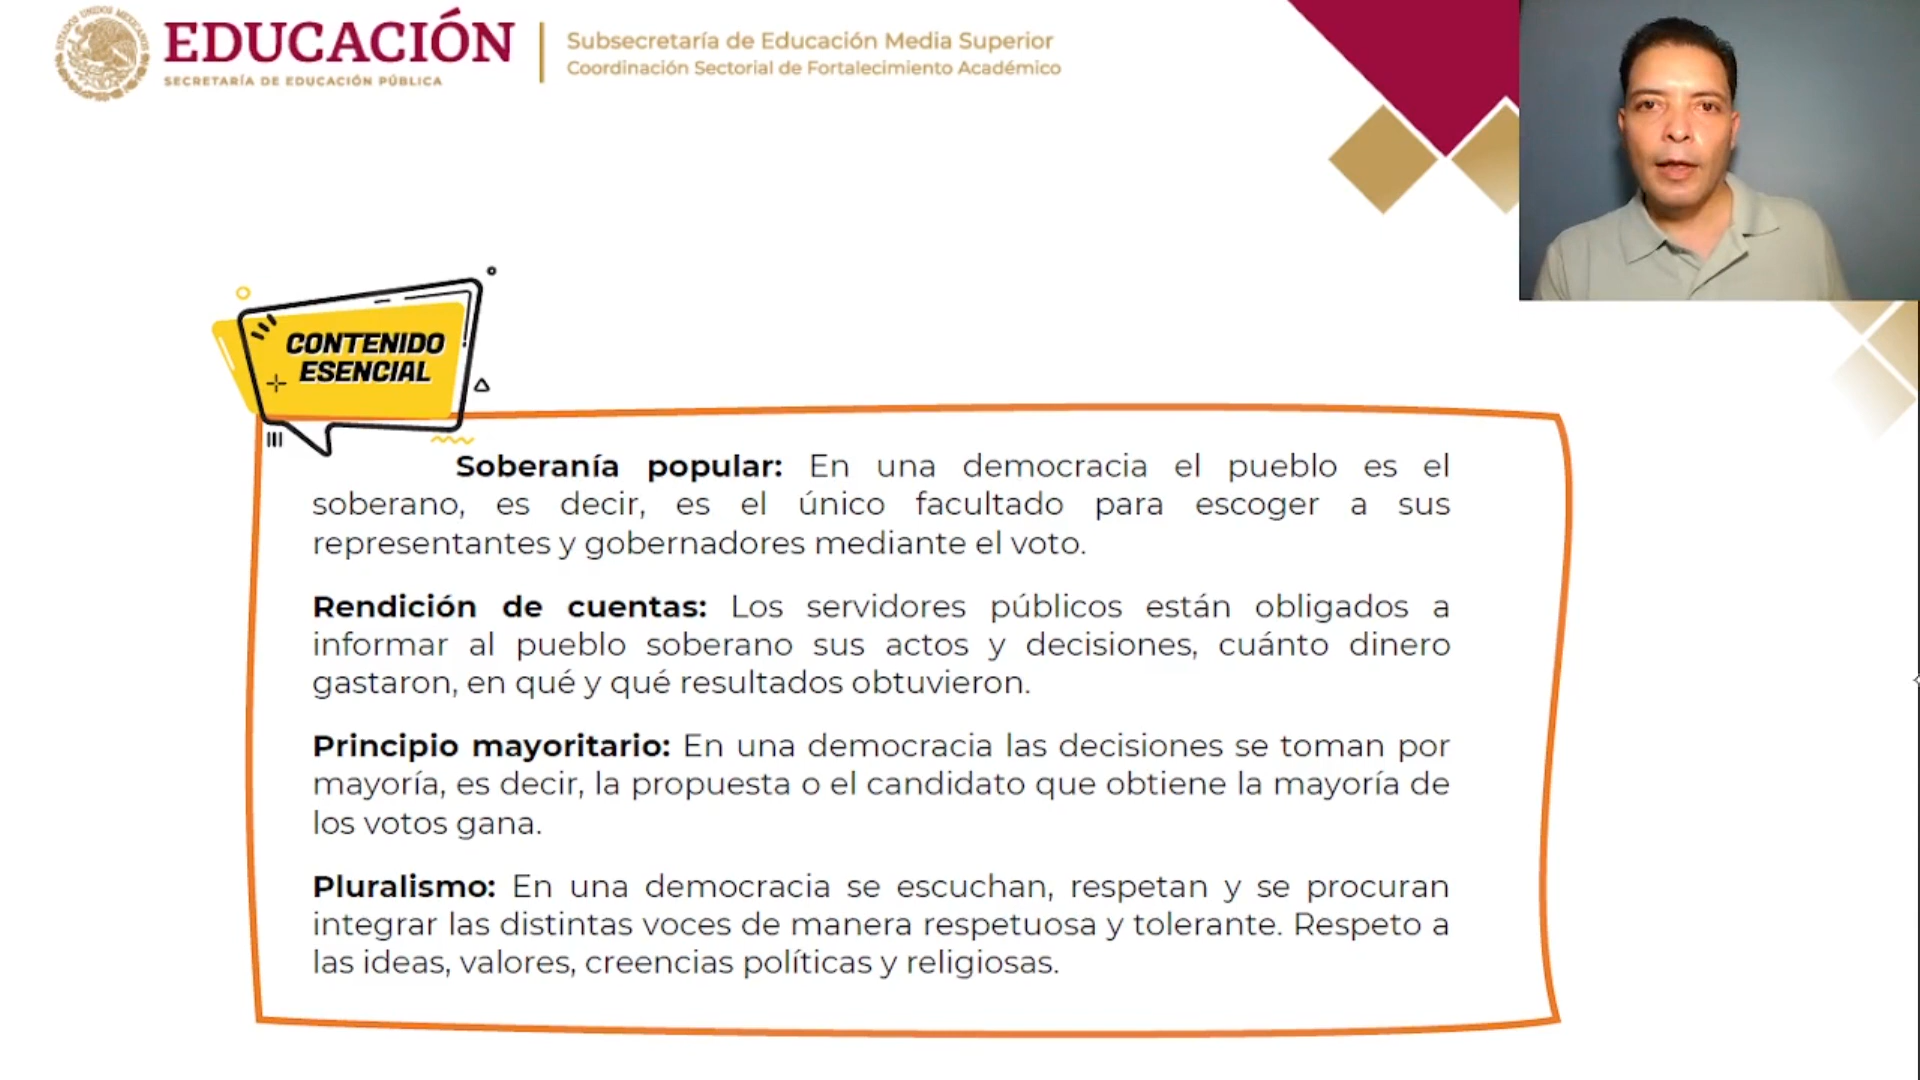 EDUCACIÓN
SECRETARÍA DE EDUCACIÓN PÚBLICA
Subsecretaría de Educación Media Superior
Coordinación Sectorial de Fortalecimiento Académico
CONTENIDO
ESENCIAL
Soberanía popular: En una democracia el pueblo es el
soberano, es decir, es el único facultado para escoger a sus
representantes y gobernadores mediante el voto.
Rendición de cuentas: Los servidores públicos están obligados a
informar al pueblo soberano sus actos y decisiones, cuánto dinero
gastaron, en qué y qué resultados obtuvieron.
Principio mayoritario: En una democracia las decisiones se toman por
mayoría, es decir, la propuesta o el candidato que obtiene la mayoría de
los votos gana.
Pluralismo: En una democracia se escuchan, respetan y se procuran
integrar las distintas voces de manera respetuosa y tolerante. Respeto a
las ideas, valores, creencias políticas y religiosas.